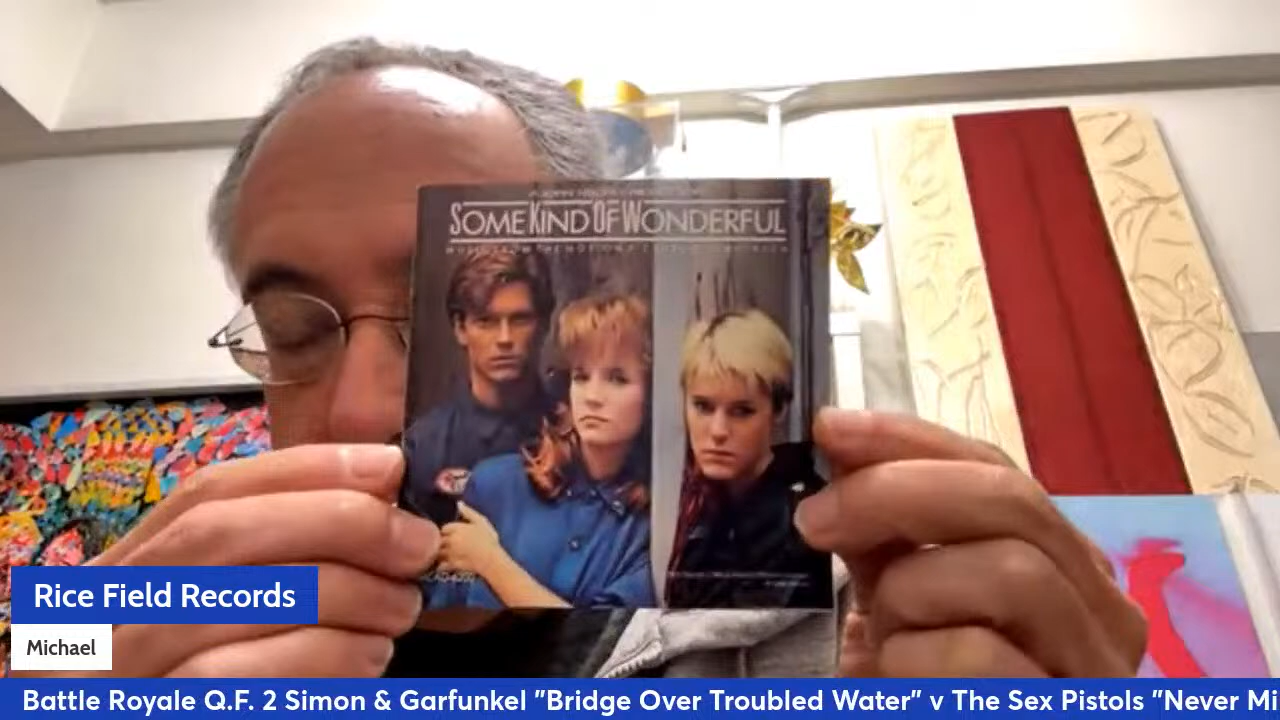 SOME KIND OF WONDERFUL
Rice Field Records
Michael
Battle Royale Q.F. 2 Simon & Garfunkel "Bridge Over Troubled Water" v The Sex Pistols "Never Mi